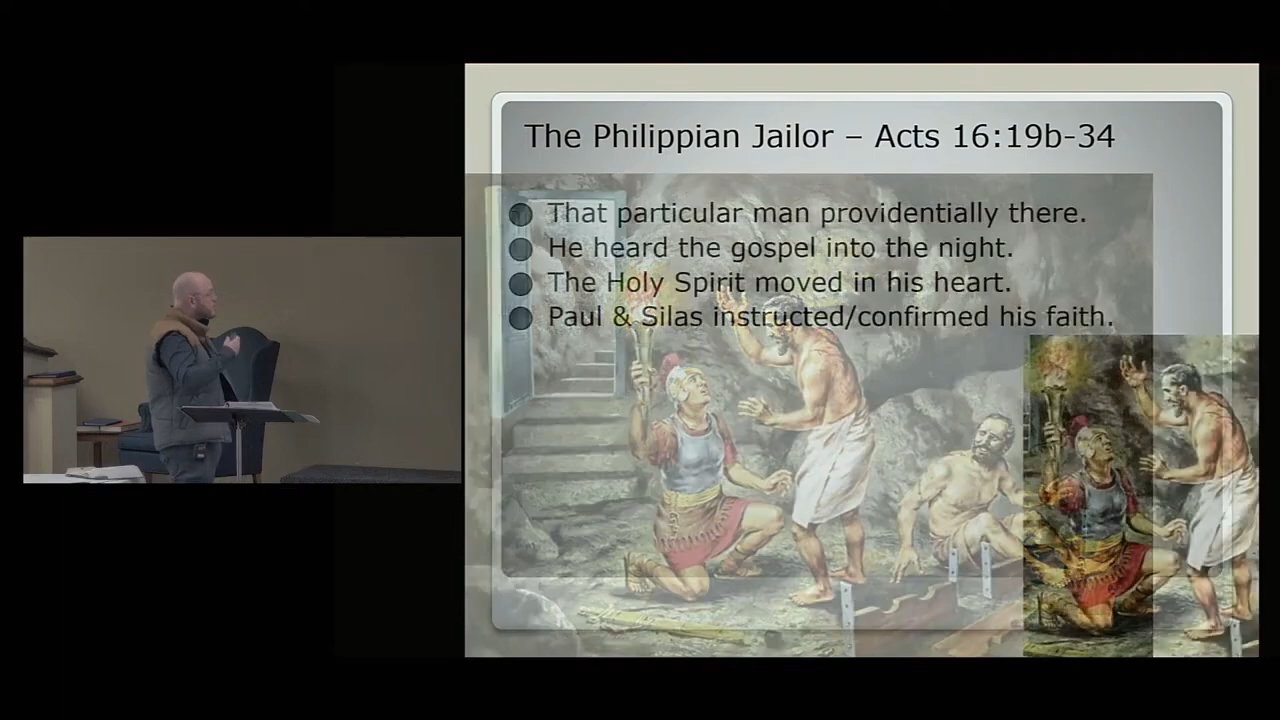 The Philippian Jailor – Acts 16:19b-34
That particular man providentially there.
He heard the gospel into the night.
The Holy Spirit moved in his heart.
Paul & Silas instructed/confirmed his faith.